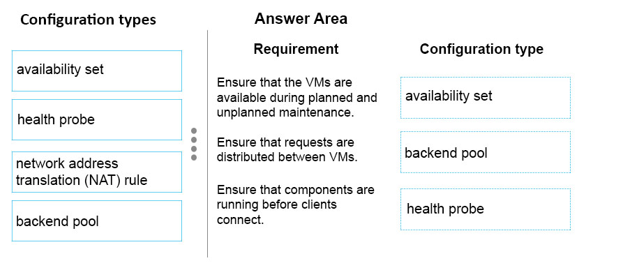 Configuration types
availability set
health probe
network address
translation (NAT) rule
backend pool
Answer Area
Requirement
Configuration type
Ensure that the VMs are
available during planned and
unplanned maintenance.
availability set
Ensure that requests are
distributed between VMs.
backend pool
Ensure that components are
running before clients
connect.
health probe